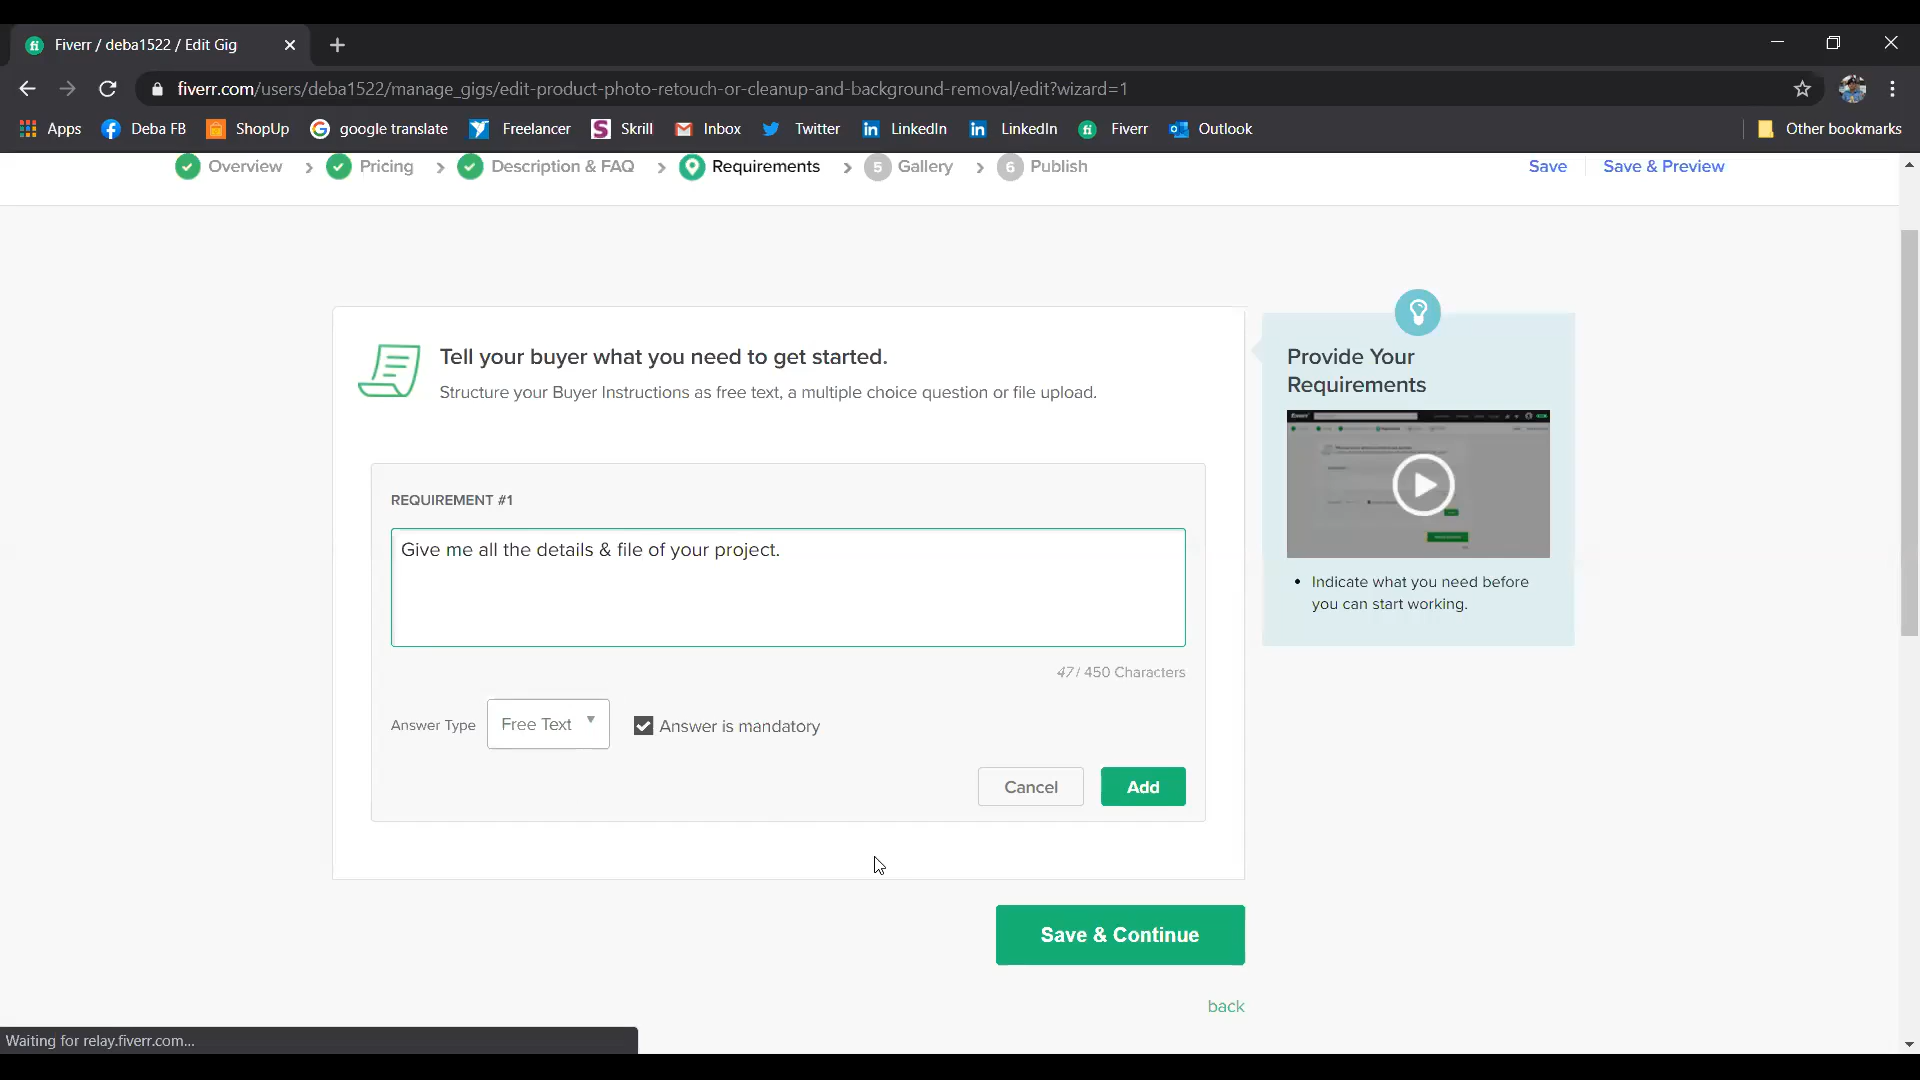 Fiverr / deba1522 / Edit Gig
fiverr.com/users/deba1522/manage_gigs/edit-product-photo-retouch-or-cleanup-and-background-removal/edit?wizard=1
Apps Deba FB ShopUp google translate Freelancer Skrill Inbox Twitter LinkedIn LinkedIn Fiverr Outlook Other bookmarks
Overview Pricing Description & FAQ Requirements 5 Gallery 6 Publish Save Save & Preview
Tell your buyer what you need to get started.
Structure your Buyer Instructions as free text, a multiple choice question or file upload.
REQUIREMENT #1
Give me all the details & file of your project.
47/ 450 Characters
Answer Type Free Text Answer is mandatory
Cancel Add
Save & Continue
back
Provide Your
Requirements
• Indicate what you need before
you can start working.
Waiting for relay.fiverr.com...